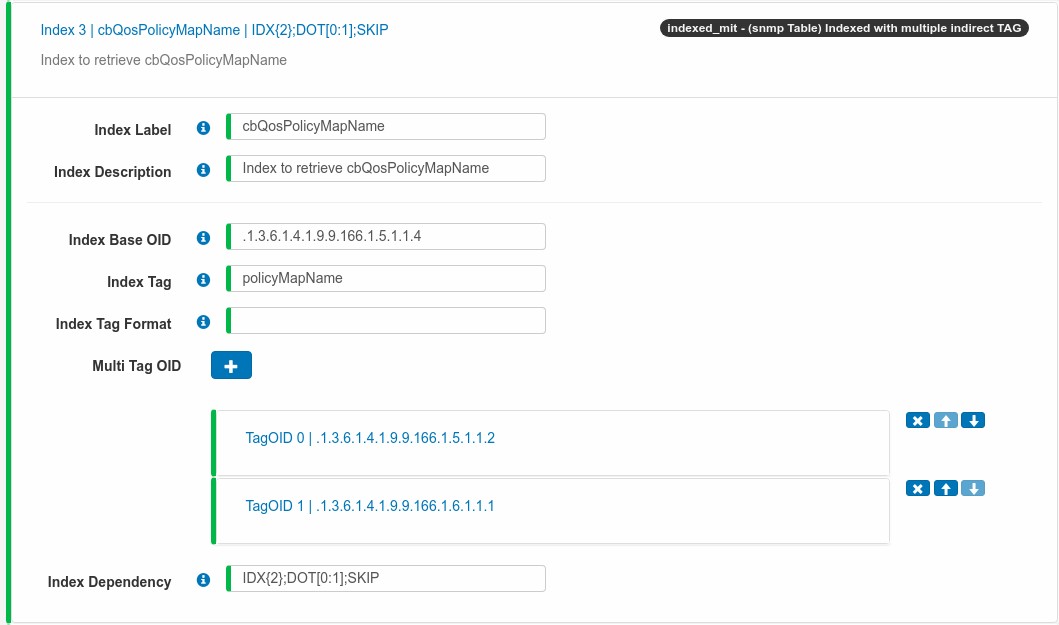 Index 3 | cbQosPolicyMapName | IDX{2};DOT[0:1];SKIP
indexed_mit - (snmp Table) Indexed with multiple indirect TAG
Index to retrieve cbQosPolicyMapName
Index Label
cbQosPolicyMapName
Index Description
Index to retrieve cbQosPolicyMapName
Index Base OID
.1.3.6.1.4.1.9.9.166.1.5.1.1.4
Index Tag
policyMapName
Index Tag Format
Multi Tag OID
TagOID 0 | .1.3.6.1.4.1.9.9.166.1.5.1.1.2
TagOID 1 | .1.3.6.1.4.1.9.9.166.1.6.1.1.1
Index Dependency
IDX{2};DOT[0:1];SKIP